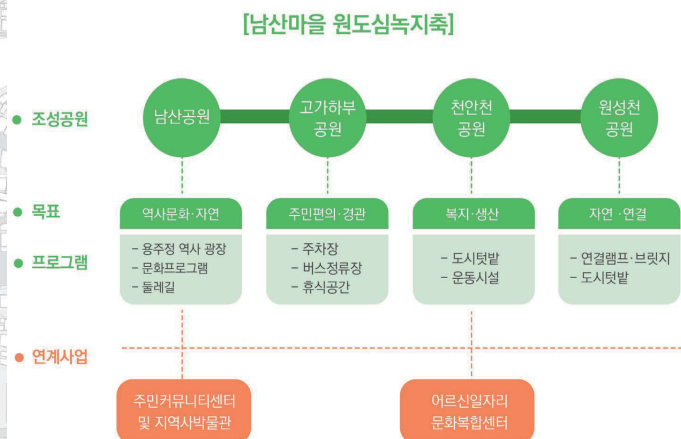 [남산마을 원도심녹지축]
조성공원
남산공원
고가하부
공원
천안천
공원
원성천
공원
목표
역사문화·자연
주민편의·경관
복지·생산
자연·연결
프로그램
- 용주정 역사 광장
- 문화프로그램
- 둘레길
- 주차장
- 버스정류장
- 휴식공간
- 도시텃밭
- 운동시설
- 연결램프·브릿지
- 도시텃밭
연계사업
주민커뮤니티센터
및 지역사박물관
어르신일자리
문화복합센터